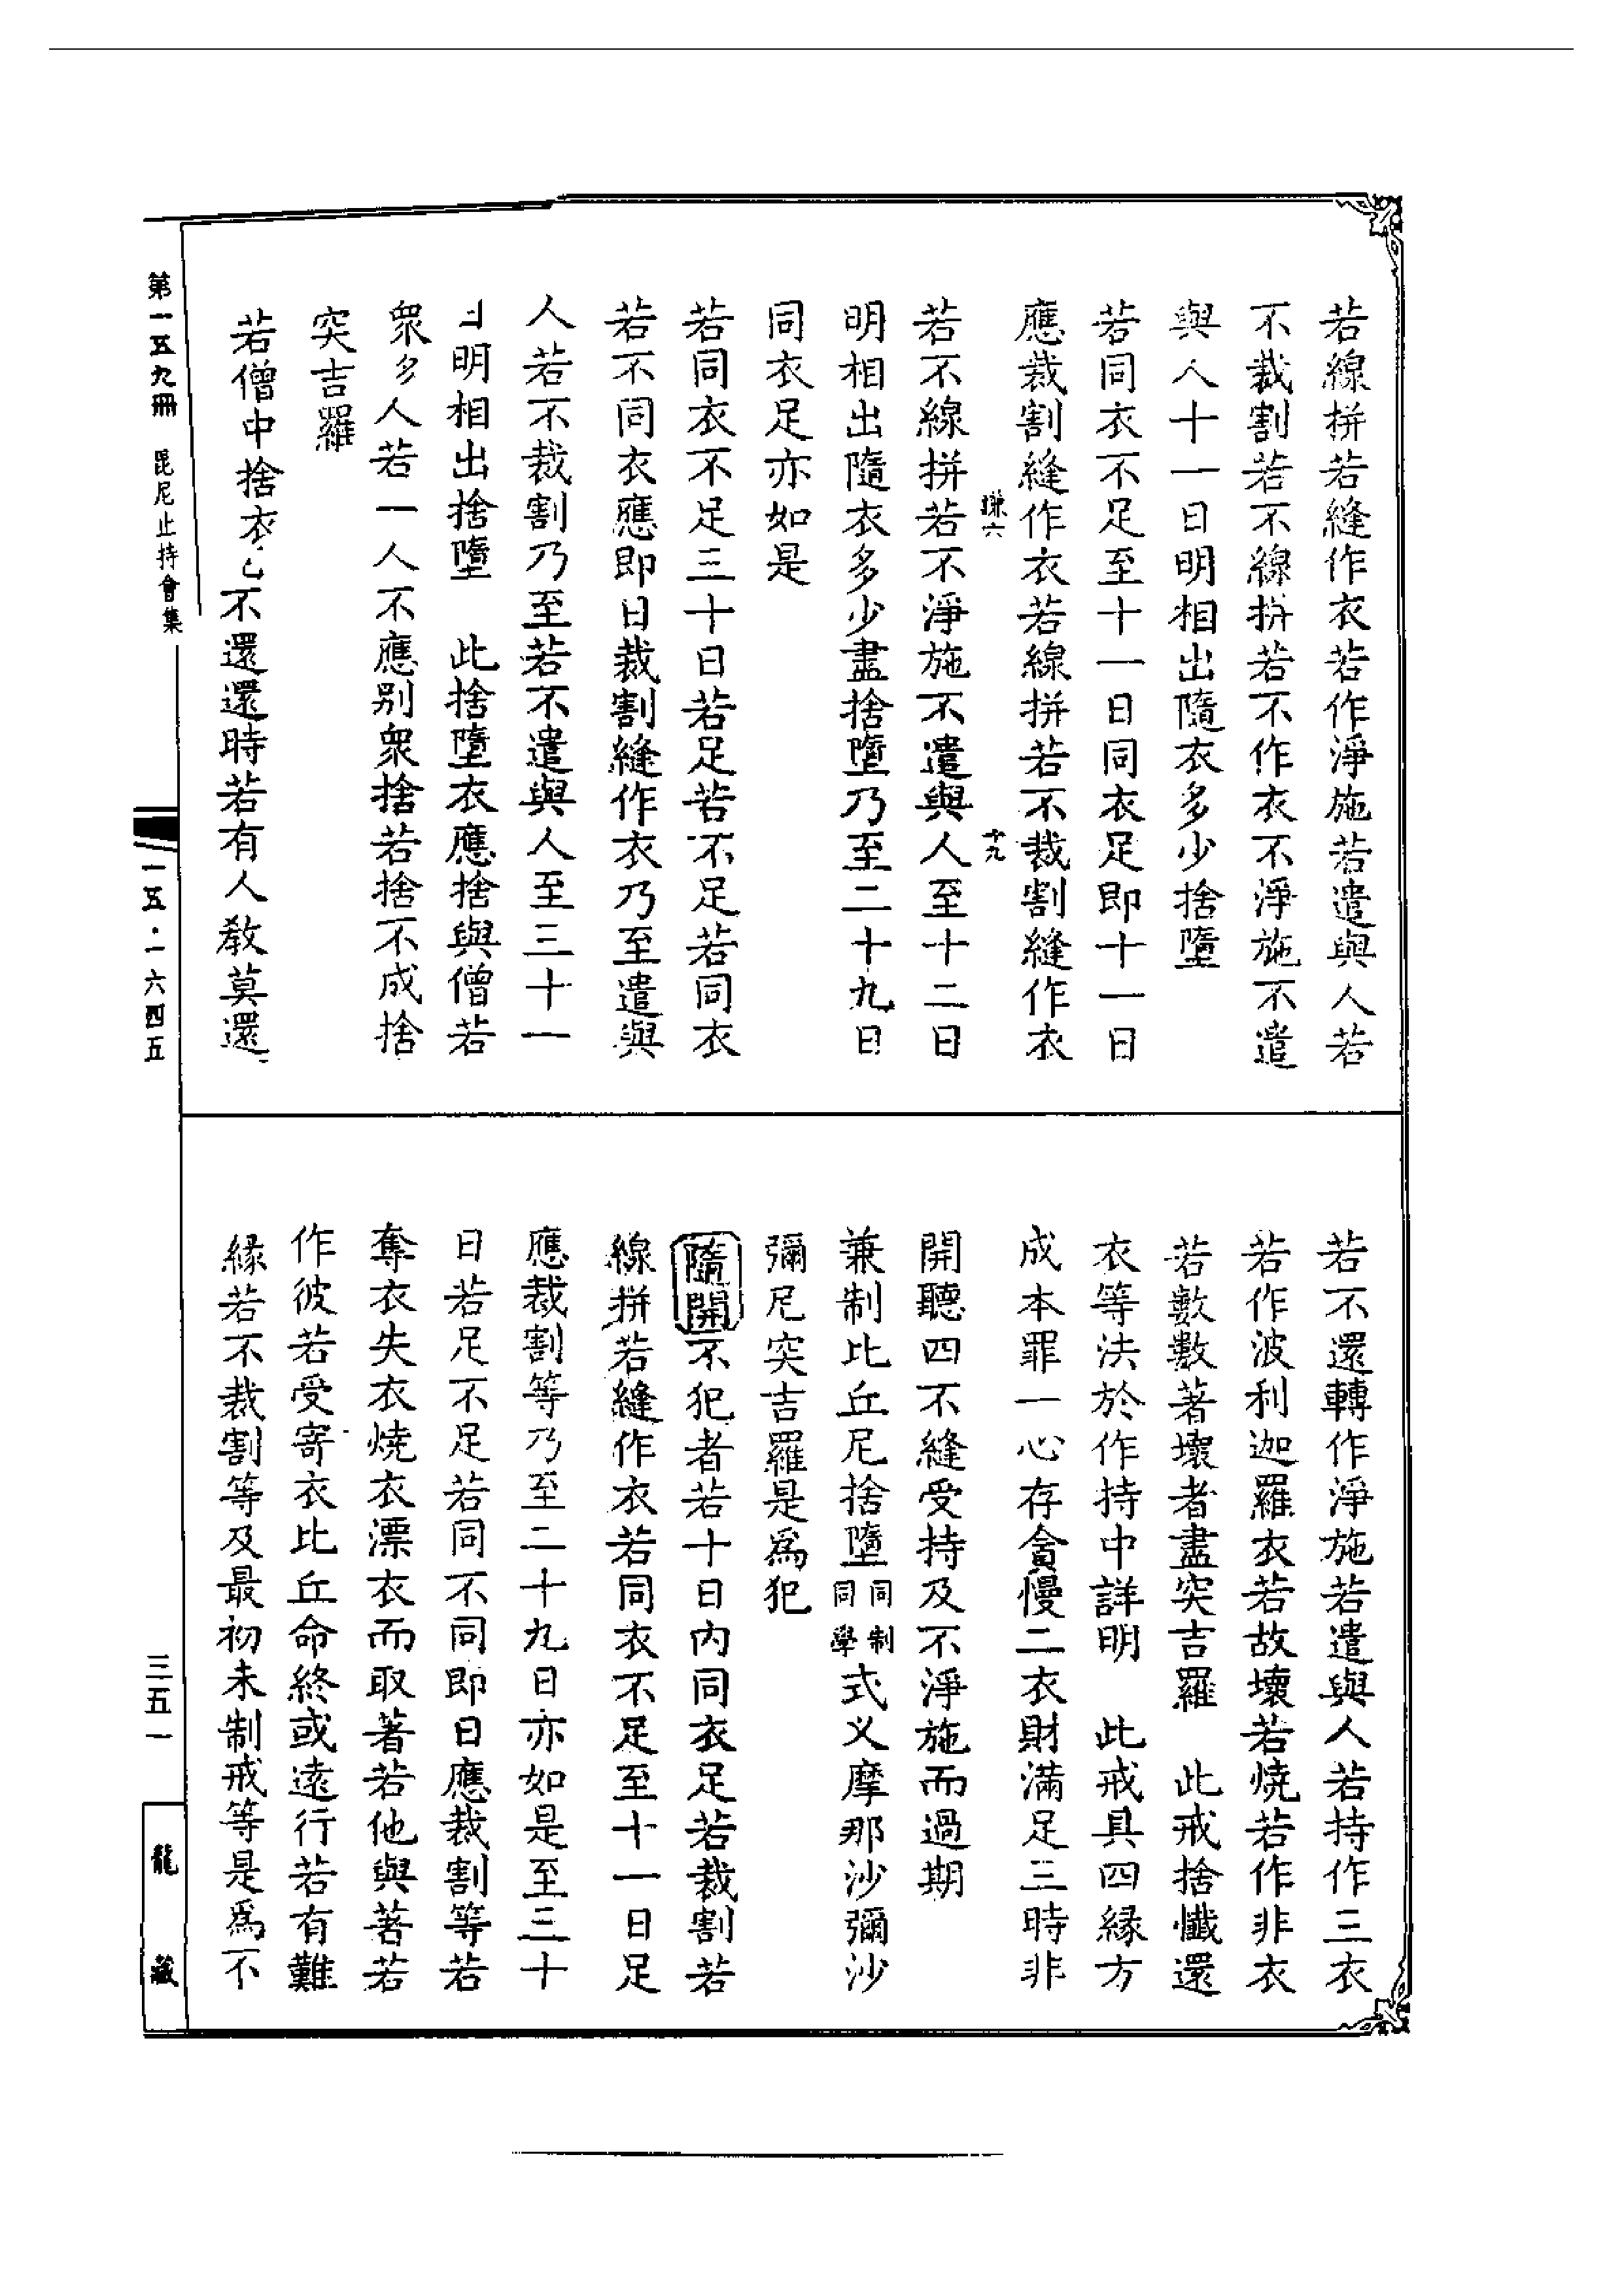 若線拼若縫作衣若作淨施若遣與人若
不裁割若不線拼若不作衣不淨施不遣
與人十一日明相出隨衣多少捨墮
若同衣不足至十一日同衣足即十一日
應裁割縫作衣若線拼若不裁割縫作衣
十九
若不線拼若不淨施不遣與人至十二日
明相出隨衣多少盡捨墮乃至二十九日
同衣足亦如是
若同衣不足三十日若足若不足若同衣
若不同衣應即日裁割縫作衣乃至遣與
人若不裁割乃至若不遣與人至三十一
日明相出捨墮　此捨墮衣應捨與僧若
眾多人若一人不應別眾捨若捨不成捨
突吉羅
若僧中捨衣已不還還時若有人教莫還
若不還轉作淨施若遣與人若持作三衣
若作波利迦羅衣若故壞若燒若作非衣
若數數著壞者盡突吉羅　此戒捨懺還
衣等法於作持中詳明　此戒具四緣方
成本罪一心存貪慢二衣財滿足三時非
開聽四不縫受持及不淨施而過期
兼制比丘尼捨墮同制同學式叉摩那沙彌沙
彌尼突吉羅是為犯
隨開不犯者若十日內同衣足若裁割若
線拼若縫作衣若同衣不足至十一日足
應裁割等乃至二十九日亦如是至三十
日若足不足若同不同即日應裁割等若
奪衣失衣燒衣漂衣而取著若他與著若
作彼若受寄衣比丘命終或遠行若有難
緣若不裁割等及最初未制戒等是為不
第一五九冊　毘尼止持會集
一五・一六四五
三五一
龍藏